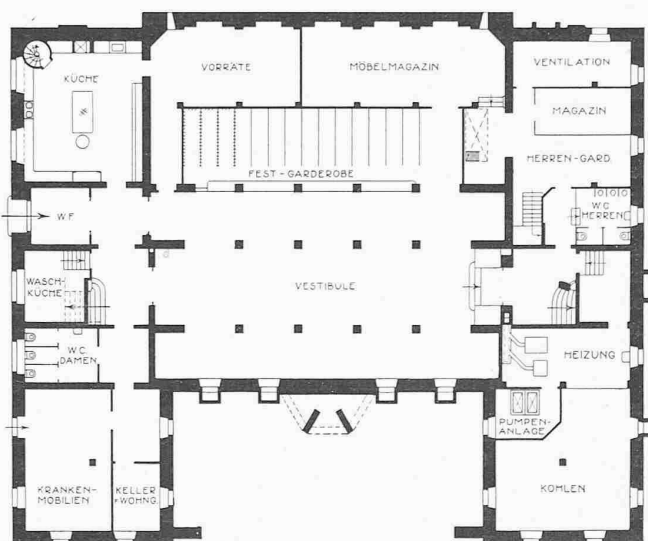 KÜCHE
VORRÄTE
MÖBELMAGAZIN
VENTILATION
MAGAZIN
HERREN-GARD.
FEST-GARDEROBE
W.F.
W.C.
HERREN
WASCH-
KÜCHE
VESTIBULE
W.C.
DAMEN
HEIZUNG
PUMPEN-
ANLAGE
KRANKEN-
MOBILIEN
KELLER
z. WOHNG.
KOHLEN